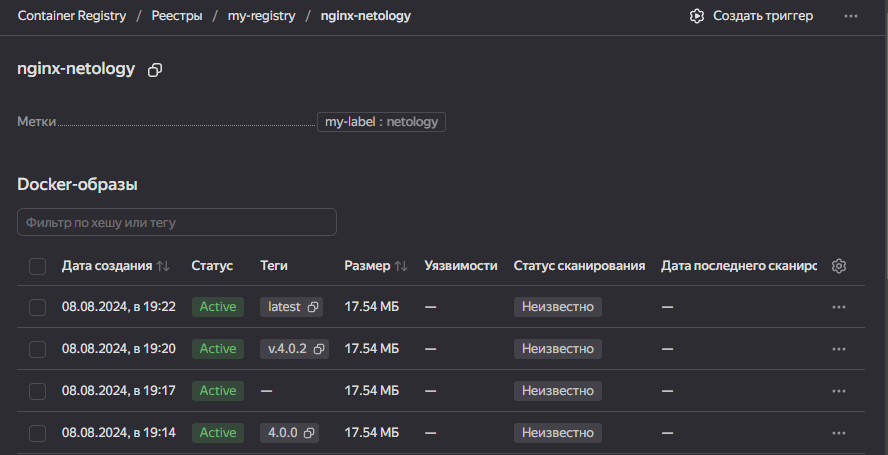 Container Registry / Реестры / my-registry / nginx-netology Создать триггер
nginx-netology
Метки my-label : netology
Docker-образы
Фильтр по хешу или тегу
Дата создания Статус Теги Размер Уязвимости Статус сканирования Дата последнего сканирс
08.08.2024, в 19:22 Active latest 17.54 МБ — Неизвестно —
08.08.2024, в 19:20 Active v.4.0.2 17.54 МБ — Неизвестно —
08.08.2024, в 19:17 Active — 17.54 МБ — Неизвестно —
08.08.2024, в 19:14 Active 4.0.0 17.54 МБ — Неизвестно —